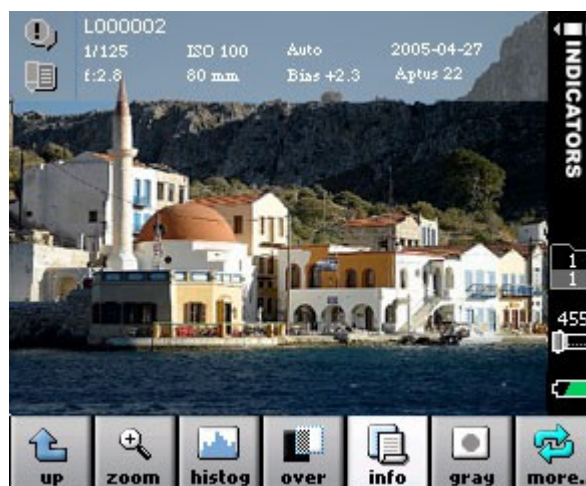 L000002
1/125 ISO 100 Auto 2005-04-27
f:2.8 80 mm Bias +2.3 Aptus 22
INDICATORS
1
1
455
up zoom histog over info gray more.